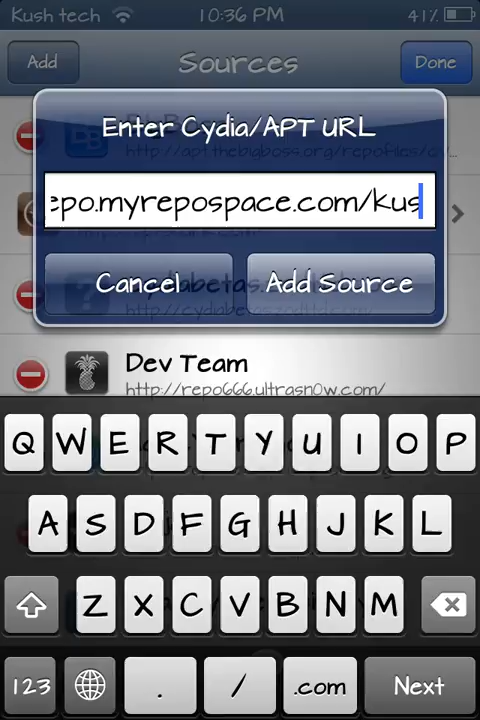 Kush tech 10:36 PM 41%
Add Sources Done
Enter Cydia/APT URL
epo.myrepospace.com/kus
Cancel Add Source
Dev Team
http://repo666.ultrasn0w.com/
Q W E R T Y U I O P
A S D F G H J K L
Z X C V B N M
123 . / .com Next